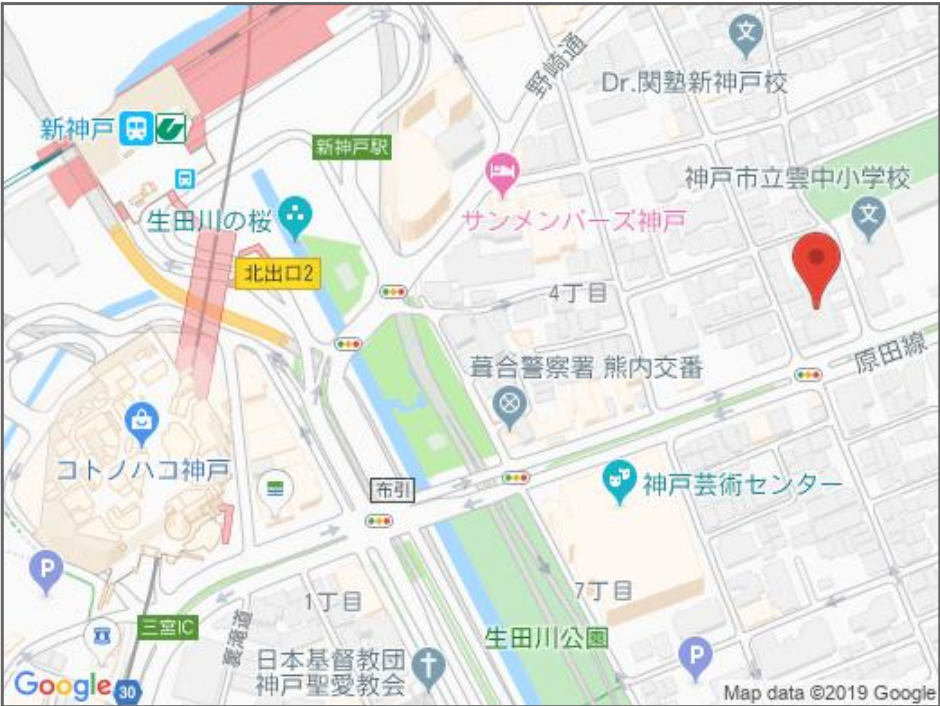 Dr.関塾新神戸校
野崎通
新神戸
新神戸駅
神戸市立雲中小学校
サンメンバーズ神戸
生田川の桜
北出口2
4丁目
葺合警察署 熊内交番
原田線
コトノハコ神戸
布引
神戸芸術センター
P
1丁目
7丁目
三宮IC
生田川公園
日本基督教団
神戸聖愛教会
P
Google
30
Map data ©2019 Google
文
文